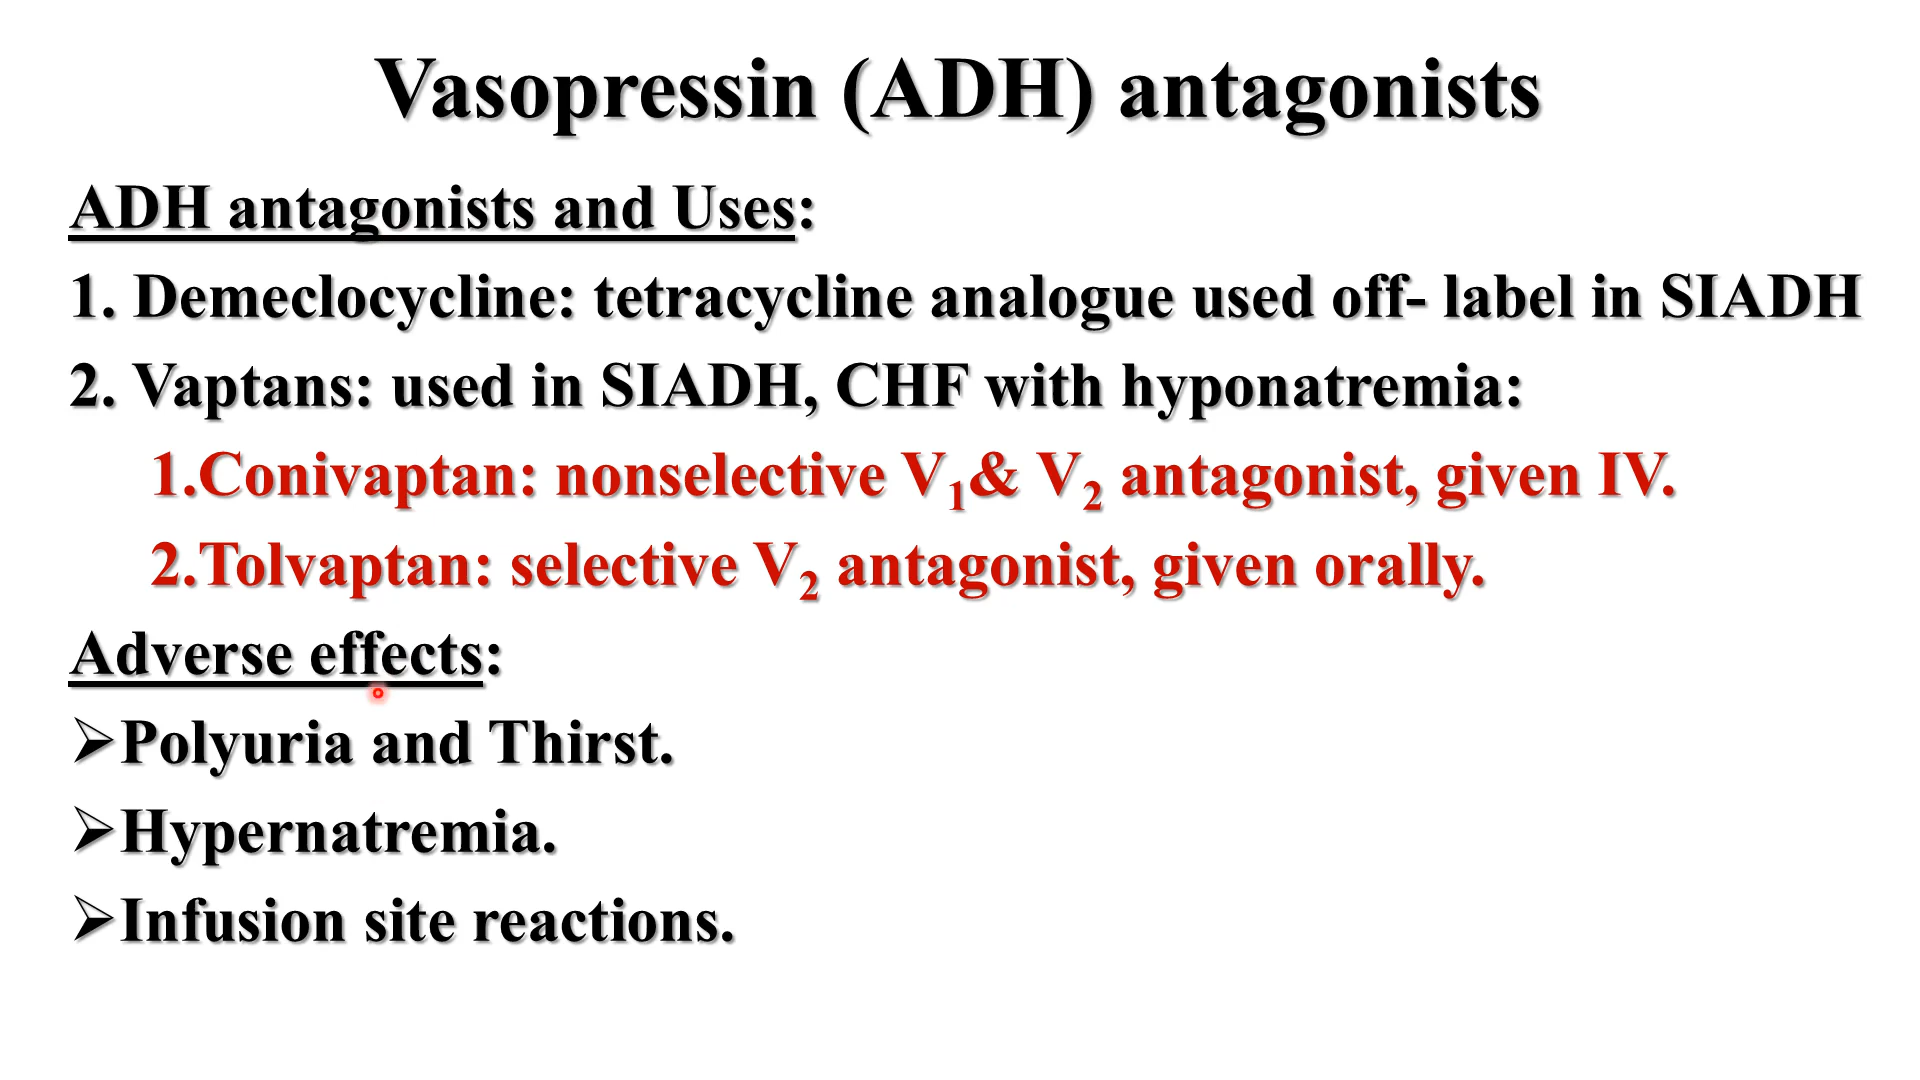 Vasopressin (ADH) antagonists
ADH antagonists and Uses:
1. Demeclocycline: tetracycline analogue used off- label in SIADH
2. Vaptans: used in SIADH, CHF with hyponatremia:
1.Conivaptan: nonselective V₁& V₂ antagonist, given IV.
2.Tolvaptan: selective V₂ antagonist, given orally.
Adverse effects:
➢Polyuria and Thirst.
➢Hypernatremia.
➢Infusion site reactions.